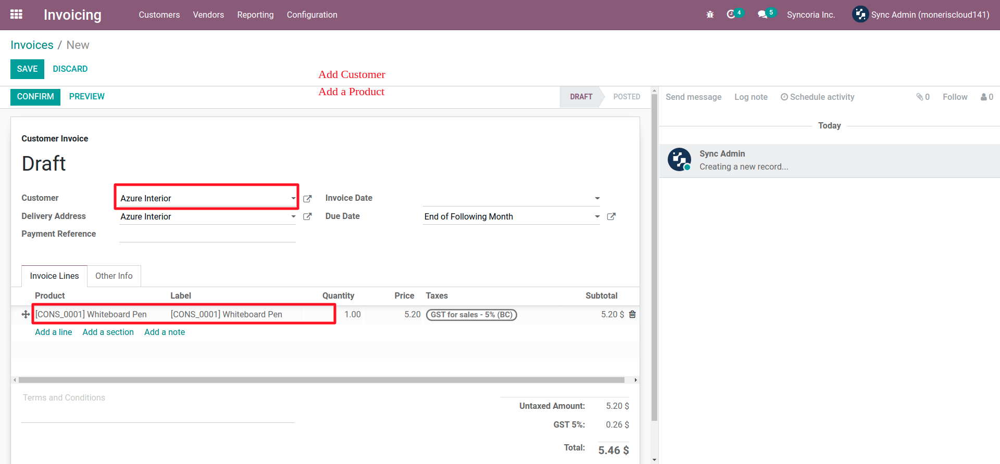 Invoicing Customers Vendors Reporting Configuration 4 5 Syncoria Inc. Sync Admin (moneriscloud141)
Invoices / New
SAVE DISCARD
Add Customer
Add a Product
CONFIRM PREVIEW DRAFT POSTED Send message Log note Schedule activity 0 Follow 0
Today
Customer Invoice
Sync Admin
Creating a new record...
Draft
Customer Azure Interior Invoice Date
Delivery Address Azure Interior Due Date End of Following Month
Payment Reference
Invoice Lines Other Info
Product Label Quantity Price Taxes Subtotal
[CONS_0001] Whiteboard Pen [CONS_0001] Whiteboard Pen 1.00 5.20 GST for sales - 5% (BC) 5.20 $
Add a line Add a section Add a note
Terms and Conditions
Untaxed Amount: 5.20 $
GST 5%: 0.26 $
Total: 5.46 $